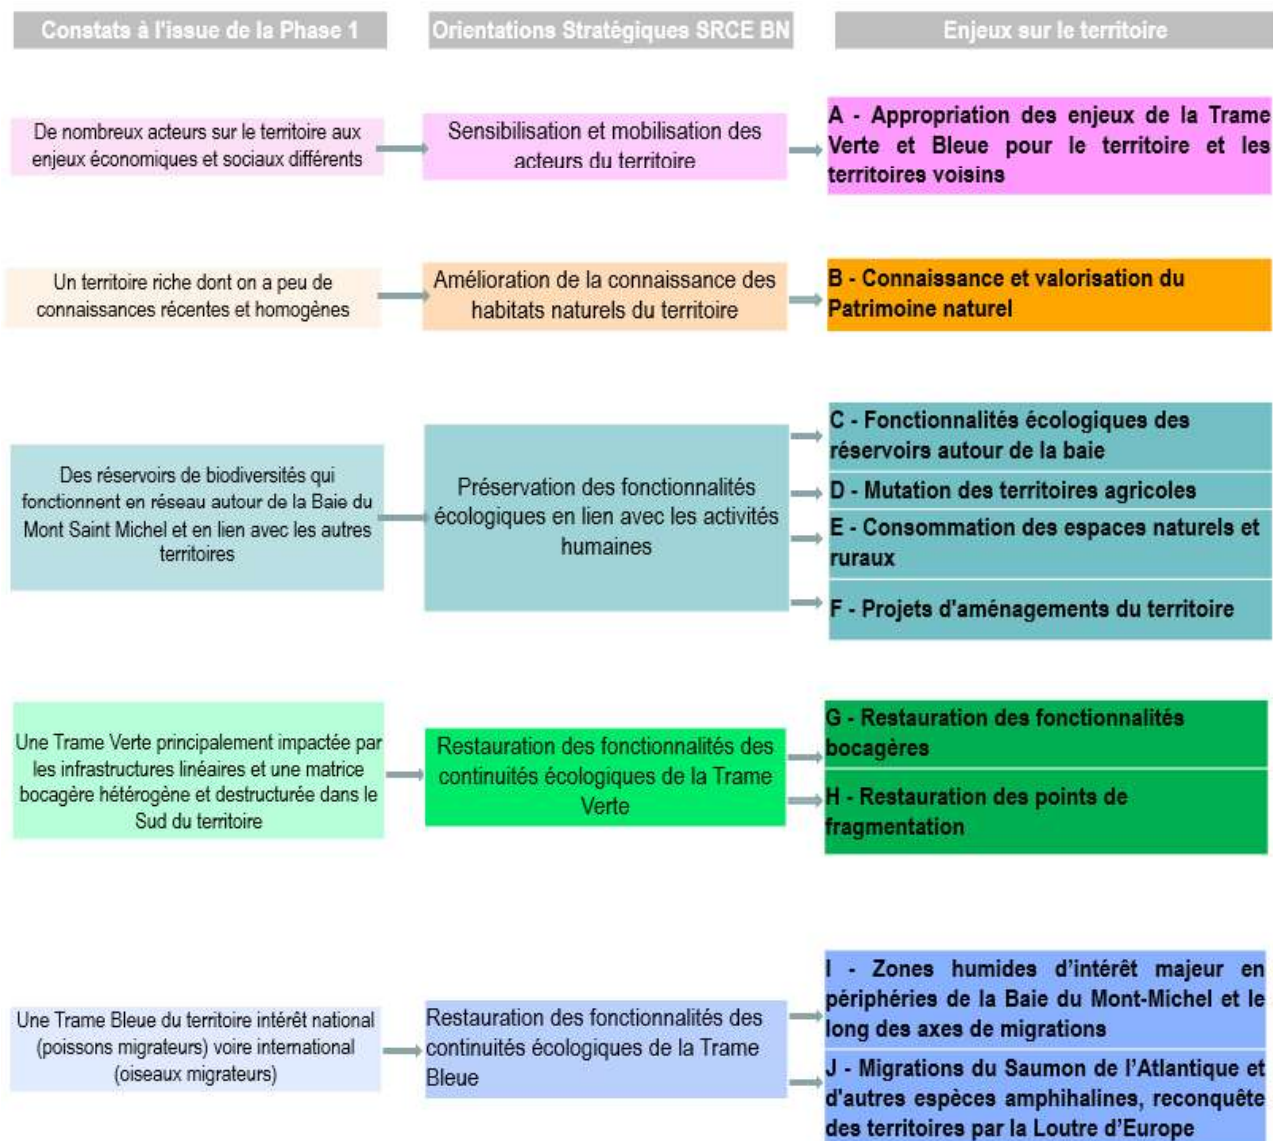 Constats à l'issue de la Phase 1
Orientations Stratégiques SRCE BN
Enjeux sur le territoire
De nombreux acteurs sur le territoire aux
enjeux économiques et sociaux différents
Sensibilisation et mobilisation des
acteurs du territoire
A - Appropriation des enjeux de la Trame
Verte et Bleue pour le territoire et les
territoires voisins
Un territoire riche dont on a peu de
connaissances récentes et homogènes
Amélioration de la connaissance des
habitats naturels du territoire
B - Connaissance et valorisation du
Patrimoine naturel
Des réservoirs de biodiversités qui
fonctionnent en réseau autour de la Baie du
Mont Saint Michel et en lien avec les autres
territoires
Préservation des fonctionnalités
écologiques en lien avec les activités
humaines
C - Fonctionnalités écologiques des
réservoirs autour de la baie
D - Mutation des territoires agricoles
E - Consommation des espaces naturels et
ruraux
F - Projets d'aménagements du territoire
Une Trame Verte principalement impactée par
les infrastructures linéaires et une matrice
bocagère hétérogène et destructurée dans le
Sud du territoire
Restauration des fonctionnalités des
continuités écologiques de la Trame
Verte
G - Restauration des fonctionnalités
bocagères
H - Restauration des points de
fragmentation
Une Trame Bleue du territoire intérêt national
(poissons migrateurs) voire international
(oiseaux migrateurs)
Restauration des fonctionnalités des
continuités écologiques de la Trame
Bleue
I - Zones humides d’intérêt majeur en
périphéries de la Baie du Mont-Michel et le
long des axes de migrations
J - Migrations du Saumon de l’Atlantique et
d'autres espèces amphihalines, reconquête
des territoires par la Loutre d’Europe